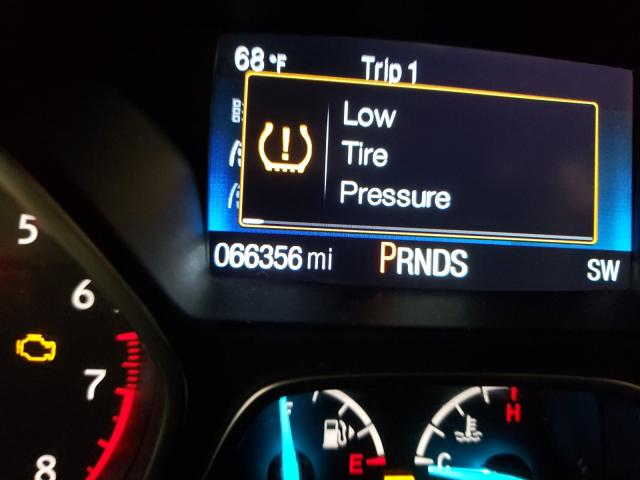 68°F Trip 1
Low
Tire
Pressure
066356 mi PRNDS SW
5
6
7
8
F E C H